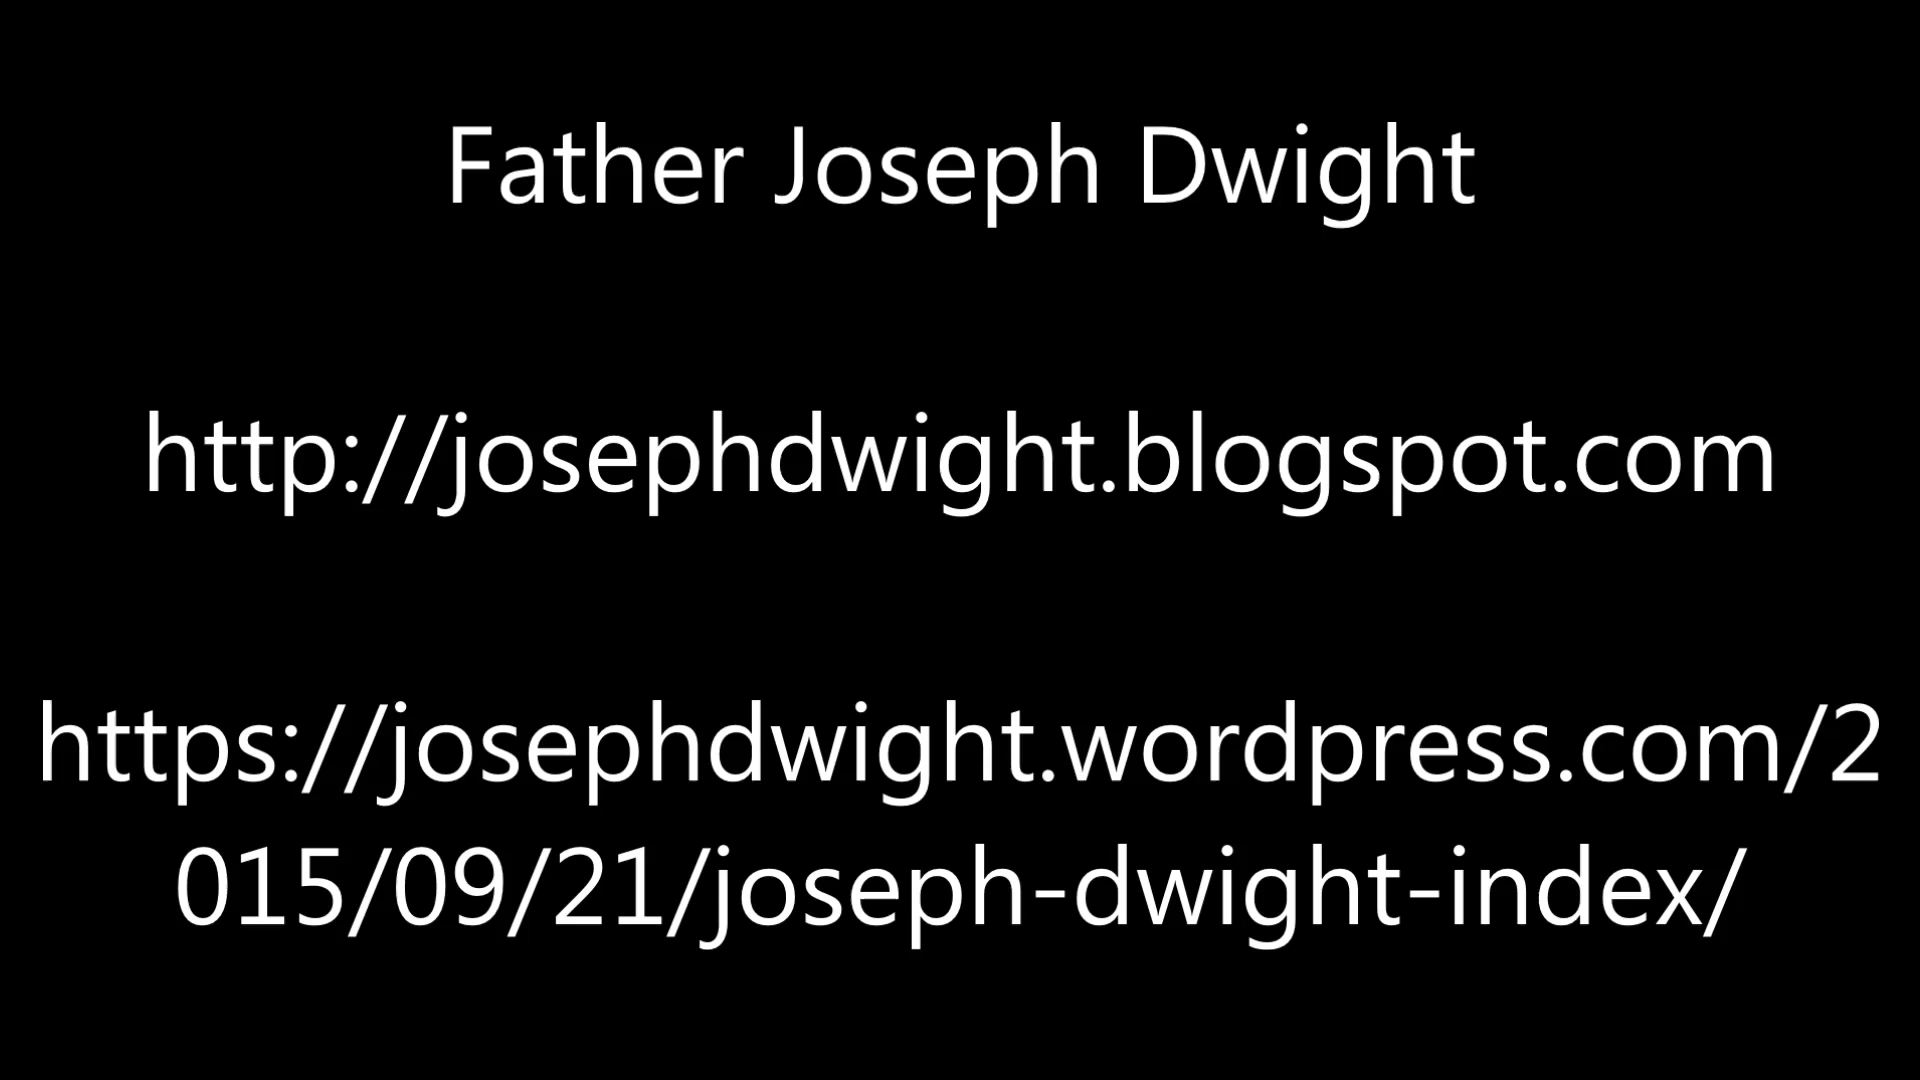 Father Joseph Dwight
http://josephdwight.blogspot.com
https://josephdwight.wordpress.com/2
015/09/21/joseph-dwight-index/